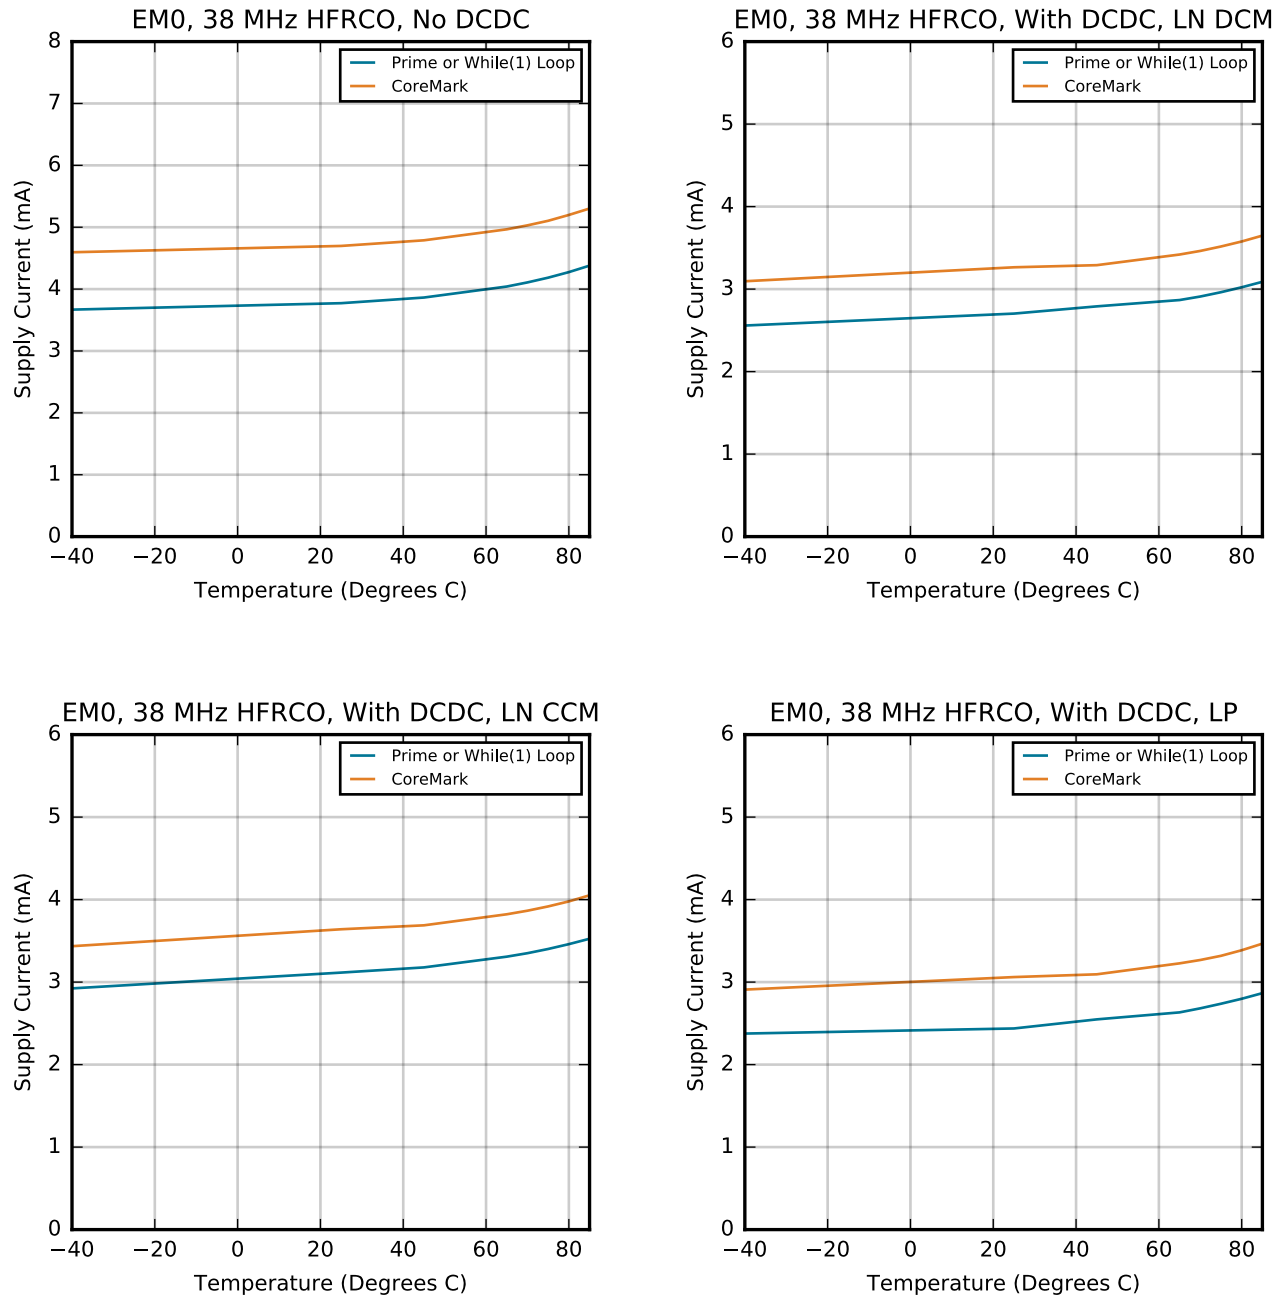 EM0, 38 MHz HFRCO, No DCDC
Prime or While(1) Loop
CoreMark
Supply Current (mA)
8
7
6
5
4
3
2
1
0
−40 −20 0 20 40 60 80
Temperature (Degrees C)
EM0, 38 MHz HFRCO, With DCDC, LN DCM
Prime or While(1) Loop
CoreMark
Supply Current (mA)
6
5
4
3
2
1
0
−40 −20 0 20 40 60 80
Temperature (Degrees C)
EM0, 38 MHz HFRCO, With DCDC, LN CCM
Prime or While(1) Loop
CoreMark
Supply Current (mA)
6
5
4
3
2
1
0
−40 −20 0 20 40 60 80
Temperature (Degrees C)
EM0, 38 MHz HFRCO, With DCDC, LP
Prime or While(1) Loop
CoreMark
Supply Current (mA)
6
5
4
3
2
1
0
−40 −20 0 20 40 60 80
Temperature (Degrees C)